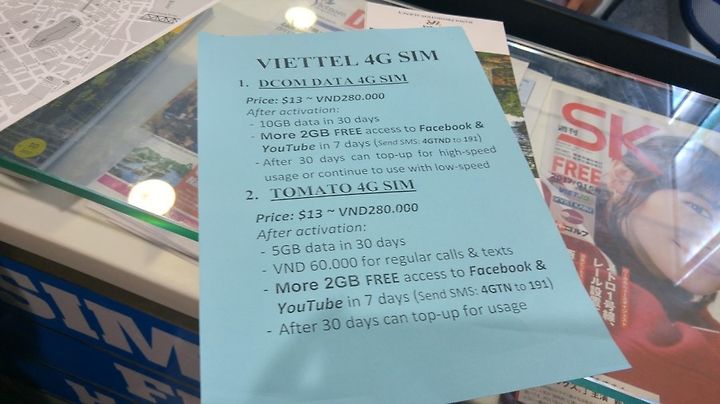 VIETTEL 4G SIM
1. DCOM DATA 4G SIM
Price: $13 ~ VND280.000
After activation:
- 10GB data in 30 days
- More 2GB FREE access to Facebook &
YouTube in 7 days (Send SMS: 4GTND to 191)
- After 30 days can top-up for high-speed
usage or continue to use with low-speed
2. TOMATO 4G SIM
Price: $13 ~ VND280.000
After activation:
- 5GB data in 30 days
- VND 60.000 for regular calls & texts
- More 2GB FREE access to Facebook &
YouTube in 7 days (Send SMS: 4GTN to 191)
- After 30 days can top-up for usage
週刊
SK
FREE
SIM